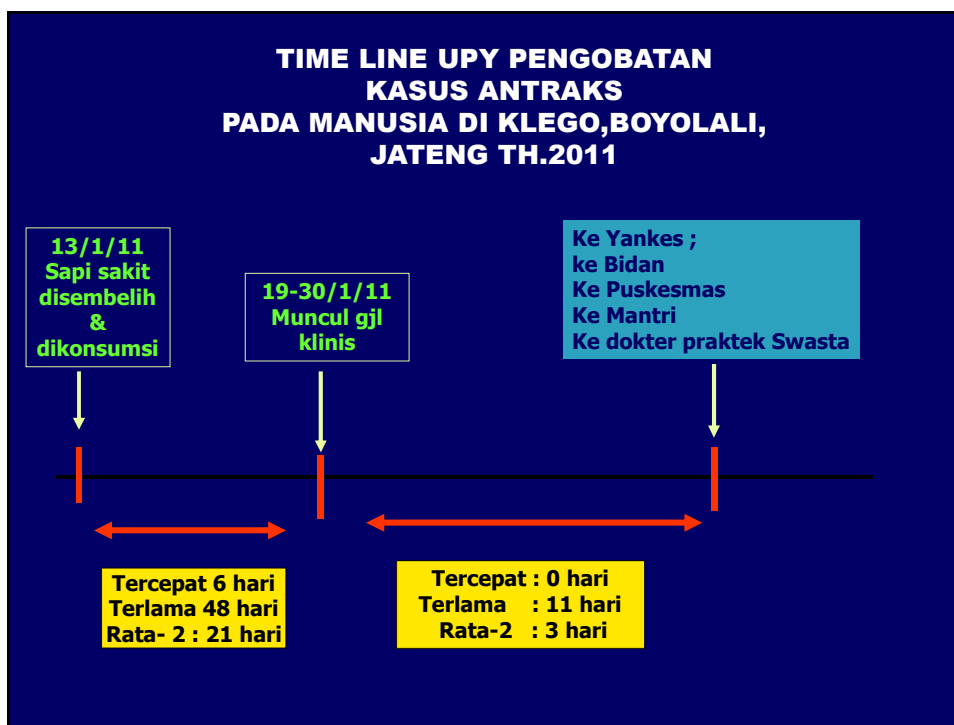 TIME LINE UPY PENGOBATAN
KASUS ANTRAKS
PADA MANUSIA DI KLEGO,BOYOLALI,
JATENG TH.2011
13/1/11
Sapi sakit
disembelih
&
dikonsumsi
19-30/1/11
Muncul gjl
klinis
Ke Yankes ;
ke Bidan
Ke Puskesmas
Ke Mantri
Ke dokter praktek Swasta
Tercepat 6 hari
Terlama 48 hari
Rata- 2 : 21 hari
Tercepat : 0 hari
Terlama : 11 hari
Rata-2 : 3 hari